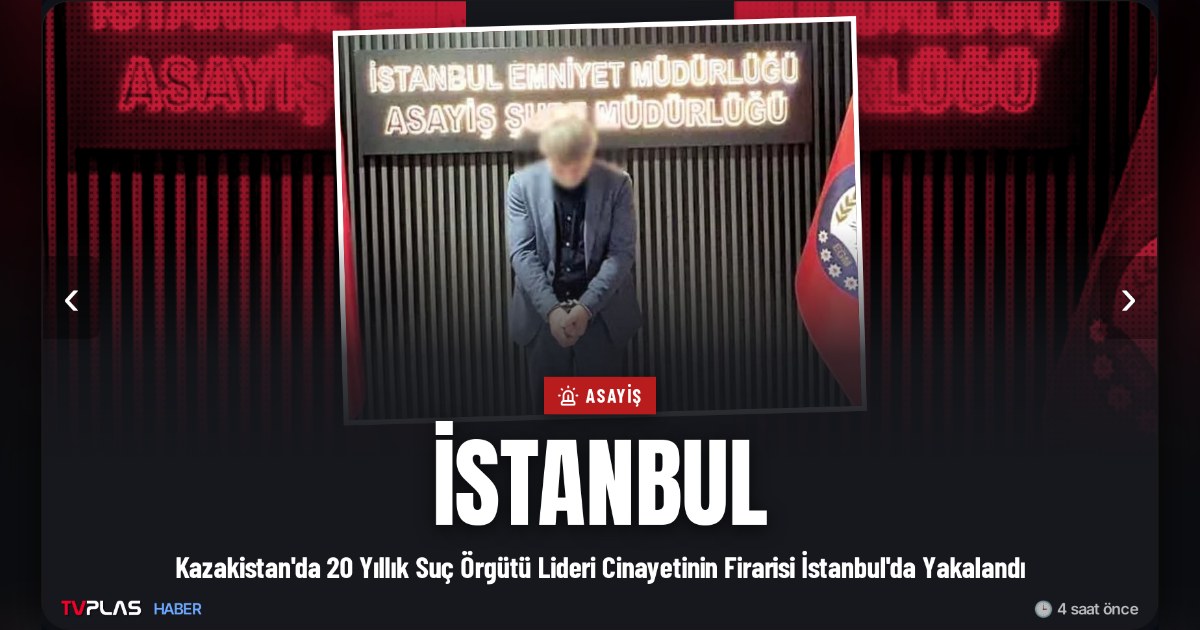 İSTANBUL EMNİYET MÜDÜRLÜĞÜ
ASAYİŞ ŞUBE MÜDÜRLÜĞÜ
ASAYİŞ
İSTANBUL
Kazakistan'da 20 Yıllık Suç Örgütü Lideri Cinayetinin Firarisi İstanbul'da Yakalandı
TVPLAS HABER
4 saat önce